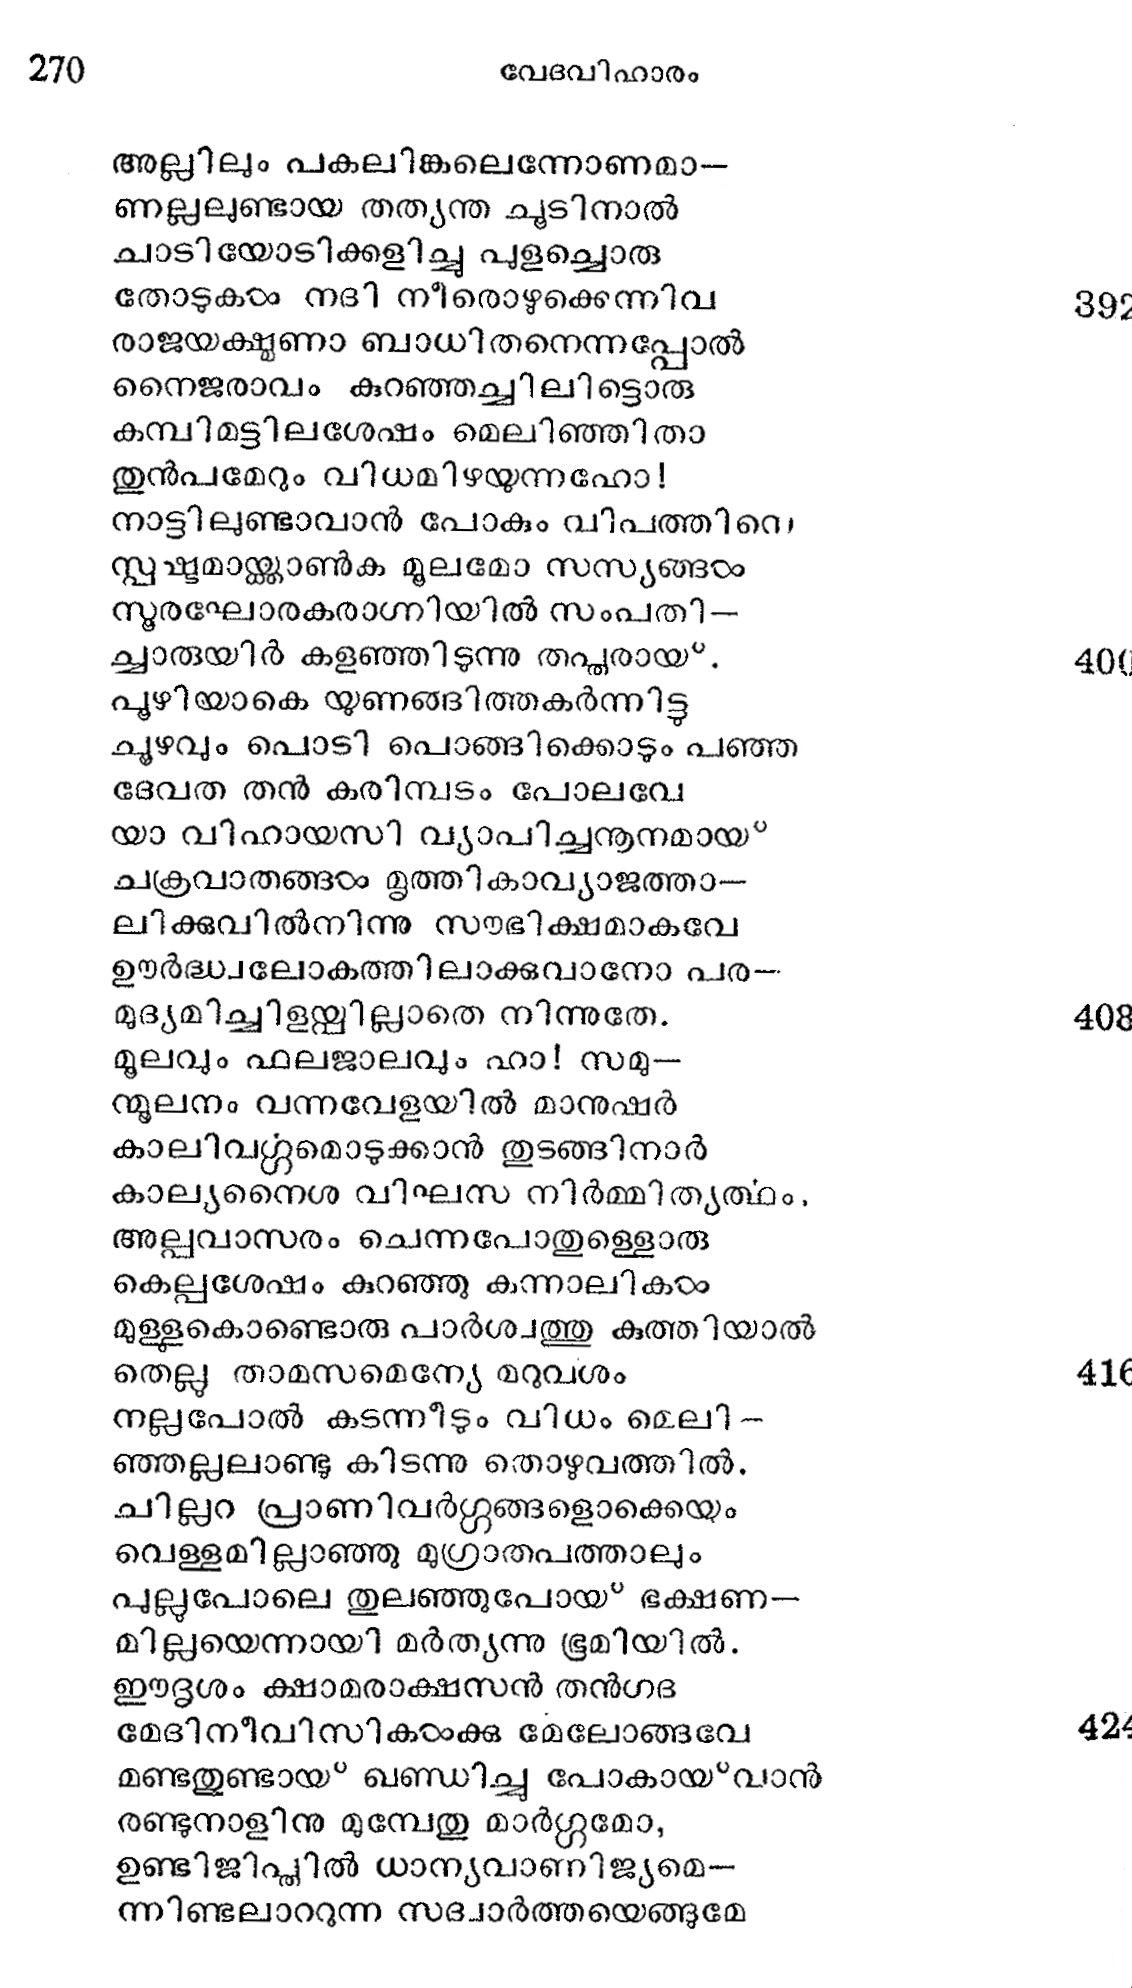 270 വേദവിഹാരം
അല്ലിലും പകലിങ്കലെന്നോണമാ—
ണല്ലലുണ്ടായ തത്യന്ത ചൂടിനാൽ
ചാടിയോടിക്കളിച്ചു പുളച്ചൊരു
തോടുകൾ നദി നീരൊഴുക്കെന്നിവ 392
രാജയക്ഷ്മണാ ബാധിതനെന്നപ്പോൽ
നൈജരാവം കുറഞ്ഞച്ചിലിട്ടൊരു
കമ്പിമട്ടിലശേഷം മെലിഞ്ഞിതാ
തുൻപമേറും വിധമിഴയുന്നഹോ!
നാട്ടിലുണ്ടാവാൻ പോകും വിപത്തിനെ
സ്പഷ്ടമായ്ക്കാൺക മൂലമോ സസ്യങ്ങൾ
സൂരഘോരകരാഗ്നിയിൽ സംപതി—
ച്ചാരുയിർ കളഞ്ഞിടുന്നു തപ്തരായ്. 400
പൂഴിയാകെ യുണങ്ങിത്തകർന്നിട്ടു
ചൂഴവും പൊടി പൊങ്ങിക്കൊടും പഞ്ഞ
ദേവത തൻ കരിമ്പടം പോലവേ
യാ വിഹായസി വ്യാപിച്ചനൂനമായ്
ചക്രവാതങ്ങൾ മൃത്തികാവ്യാജത്താ—
ലിക്കുവിൽനിന്നു സൗഭിക്ഷമാകവേ
ഊർദ്ധ്വലോകത്തിലാക്കുവാനോ പര—
മുദ്യമിച്ചിളയ്പില്ലാതെ നിന്നുതേ. 408
മൂലവും ഫലജാലവും ഹാ! സമു—
ന്മൂലനം വന്നവേളയിൽ മാനുഷർ
കാലിവൎഗ്ഗമൊടുക്കാൻ തുടങ്ങിനാർ
കാല്യനൈശ വിഘസ നിർമ്മിത്യൎത്ഥം.
അല്പവാസരം ചെന്നപോതുള്ളൊരു
കെല്പശേഷം കുറഞ്ഞു കന്നാലികൾ
മുള്ളുകൊണ്ടൊരു പാർശ്വത്തു കുത്തിയാൽ
തെല്ലു താമസമെന്യേ മറുവശം 416
നല്ലപോൽ കടന്നീടും വിധം മെലി—
ഞ്ഞല്ലലാണ്ടു കിടന്നു തൊഴുവത്തിൽ.
ചില്ലറ പ്രാണിവർഗ്ഗങ്ങളൊക്കെയും
വെള്ളമില്ലാഞ്ഞു മുഗ്രാതപത്താലും
പുല്ലുപോലെ തുലഞ്ഞുപോയ് ഭക്ഷണ—
മില്ലയെന്നായി മർത്യന്നു ഭൂമിയിൽ.
ഈദൃശം ക്ഷാമരാക്ഷസൻ തൻഗദ
മേദിനീവിസികൾക്കു മേലോങ്ങവേ 424
മണ്ടതുണ്ടായ് ഖണ്ഡിച്ചു പോകായ്‌വാൻ
രണ്ടുനാളിനു മുമ്പേതു മാർഗ്ഗമോ,
ഉണ്ടിജിപ്തിൽ ധാന്യവാണിജ്യമെ—
ന്നിണ്ടലാററുന്ന സദ്വാർത്തയെങ്ങുമേ